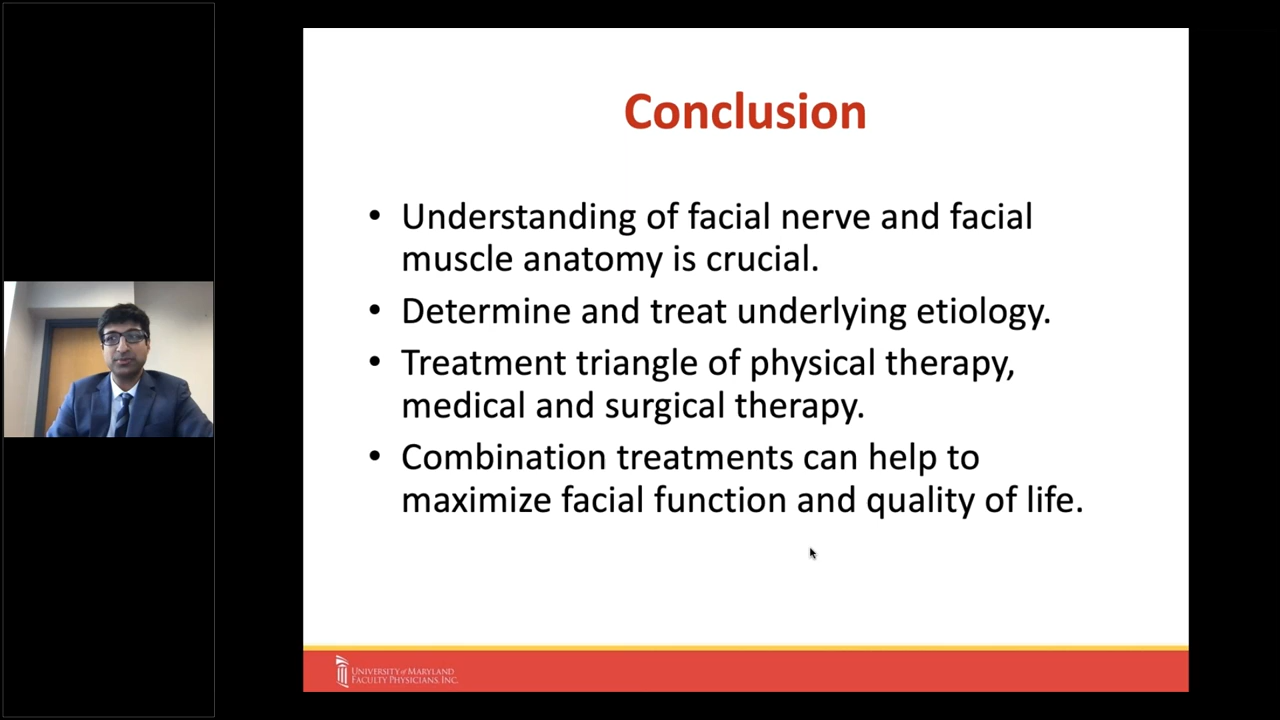 Conclusion
• Understanding of facial nerve and facial
muscle anatomy is crucial.
• Determine and treat underlying etiology.
• Treatment triangle of physical therapy,
medical and surgical therapy.
• Combination treatments can help to
maximize facial function and quality of life.
UNIVERSITY of MARYLAND
FACULTY PHYSICIANS, INC.